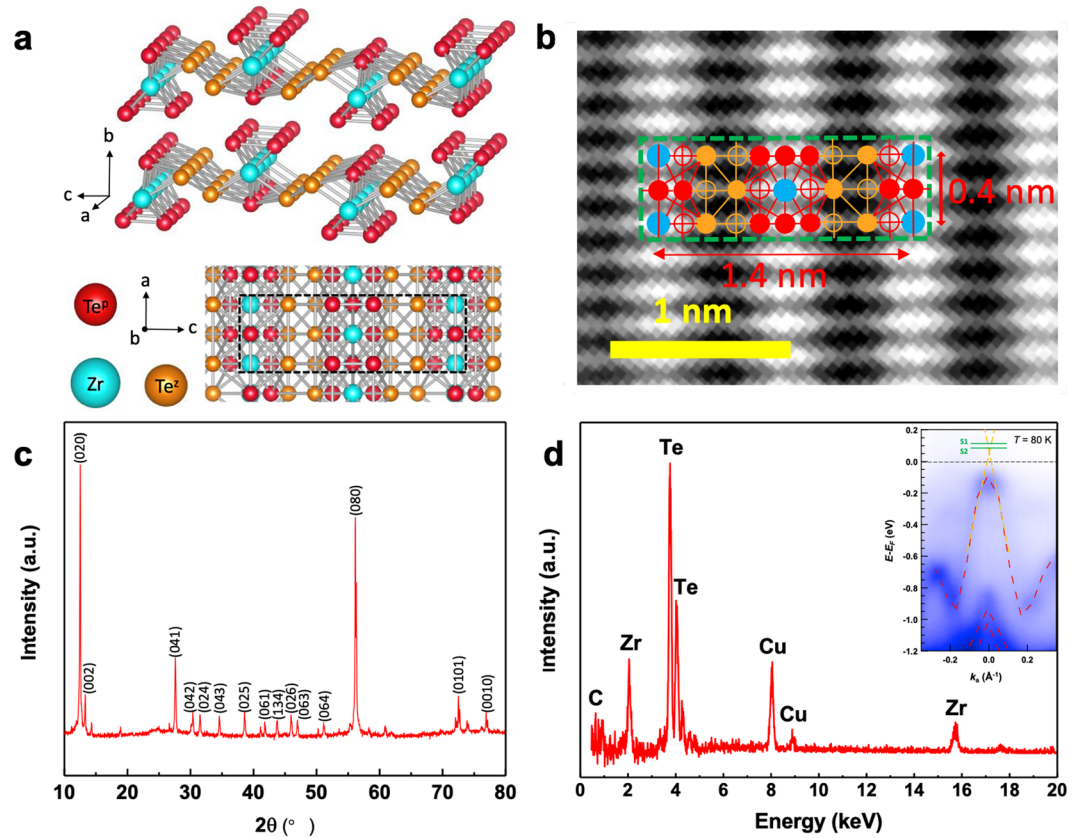 a
b
c
a
Te^p
Zr
Te^z
a
b
c
b
0.4 nm
1.4 nm
1 nm
c
Intensity (a.u.)
(020)
(002)
(041)
(042)
(024)
(043)
(025)
(061)
(134)
(026)
(063)
(064)
(080)
(0101)
(0010)
10 20 30 40 50 60 70 80
2θ (°)
d
Intensity (a.u.)
C
Zr
Te
Te
Cu
Cu
Zr
0 2 4 6 8 10 12 14 16 18 20
Energy (keV)
S1
S2
T = 80 K
E-E_F (eV)
0.2
0.0
-0.2
-0.4
-0.6
-0.8
-1.0
-1.2
-0.2 0.0 0.2
k_a (Å⁻¹)